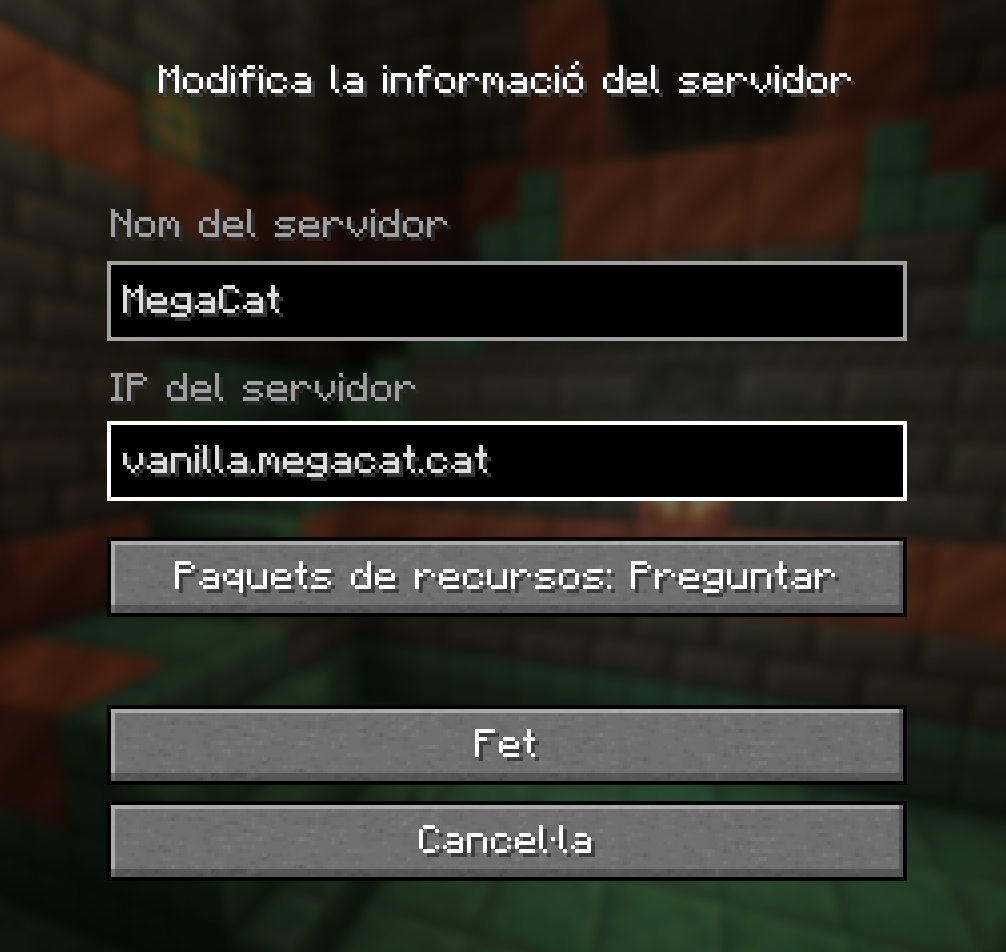 Modifica la informació del servidor
Nom del servidor
MegaCat
IP del servidor
vanilla.megacat.cat
Paquets de recursos: Preguntar
Fet
Cancel·la